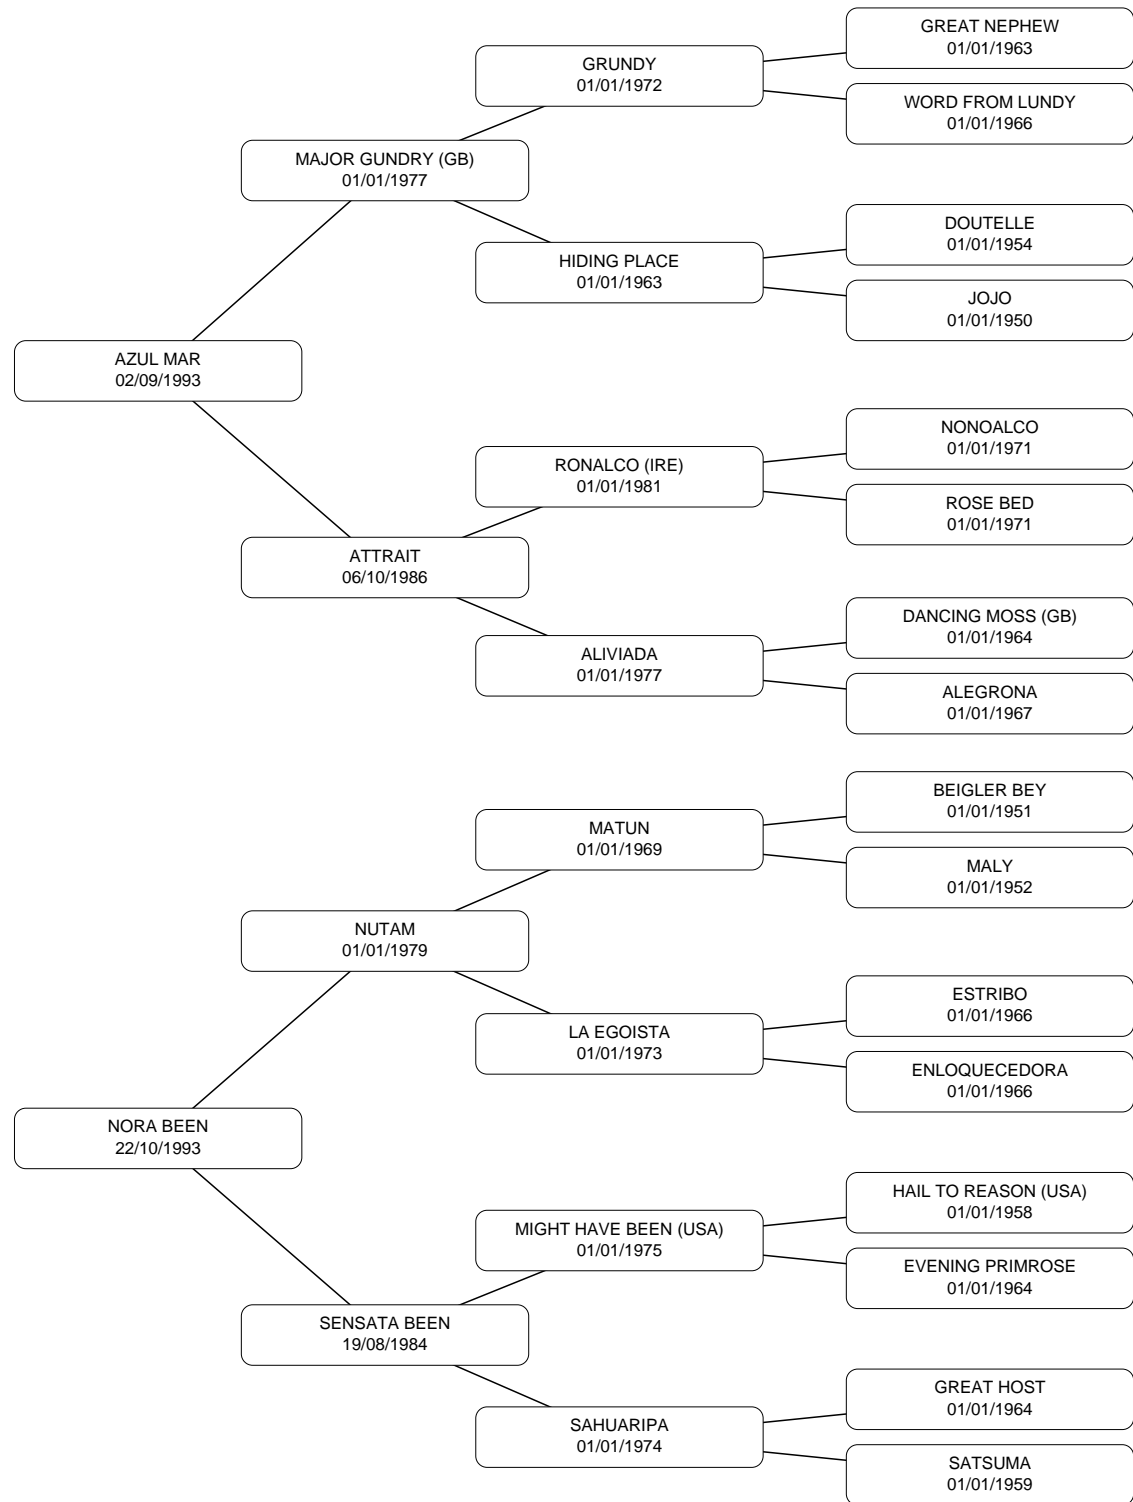 GREAT NEPHEW
01/01/1963
GRUNDY
01/01/1972
WORD FROM LUNDY
01/01/1966
MAJOR GUNDRY (GB)
01/01/1977
DOUTELLE
01/01/1954
HIDING PLACE
01/01/1963
JOJO
01/01/1950
AZUL MAR
02/09/1993
NONOALCO
01/01/1971
RONALCO (IRE)
01/01/1981
ROSE BED
01/01/1971
ATTRAIT
06/10/1986
DANCING MOSS (GB)
01/01/1964
ALIVIADA
01/01/1977
ALEGRONA
01/01/1967
BEIGLER BEY
01/01/1951
MATUN
01/01/1969
MALY
01/01/1952
NUTAM
01/01/1979
ESTRIBO
01/01/1966
LA EGOISTA
01/01/1973
ENLOQUECEDORA
01/01/1966
NORA BEEN
22/10/1993
HAIL TO REASON (USA)
01/01/1958
MIGHT HAVE BEEN (USA)
01/01/1975
EVENING PRIMROSE
01/01/1964
SENSATA BEEN
19/08/1984
GREAT HOST
01/01/1964
SAHUARIPA
01/01/1974
SATSUMA
01/01/1959